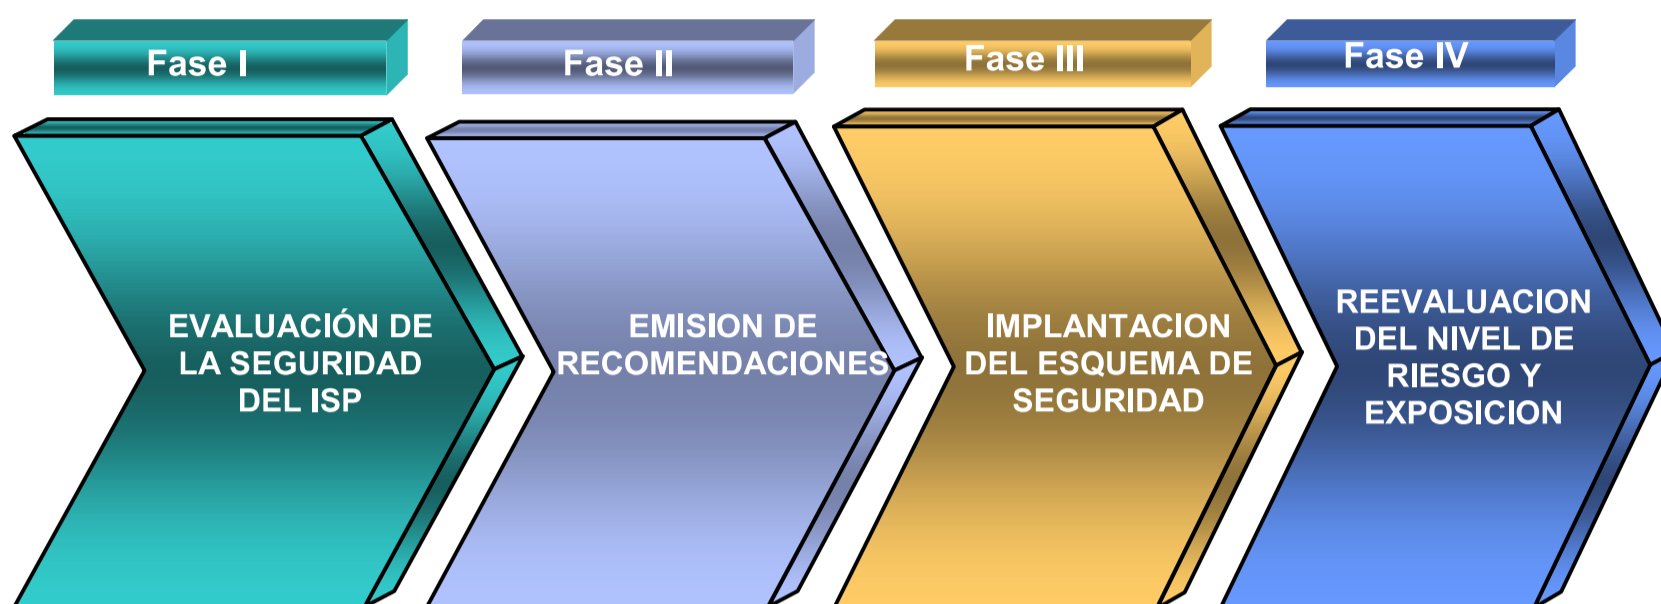 Fase I
Fase II
Fase III
Fase IV
EVALUACIÓN DE
LA SEGURIDAD
DEL ISP
EMISION DE
RECOMENDACIONES
IMPLANTACION
DEL ESQUEMA DE
SEGURIDAD
REEVALUACION
DEL NIVEL DE
RIESGO Y
EXPOSICION